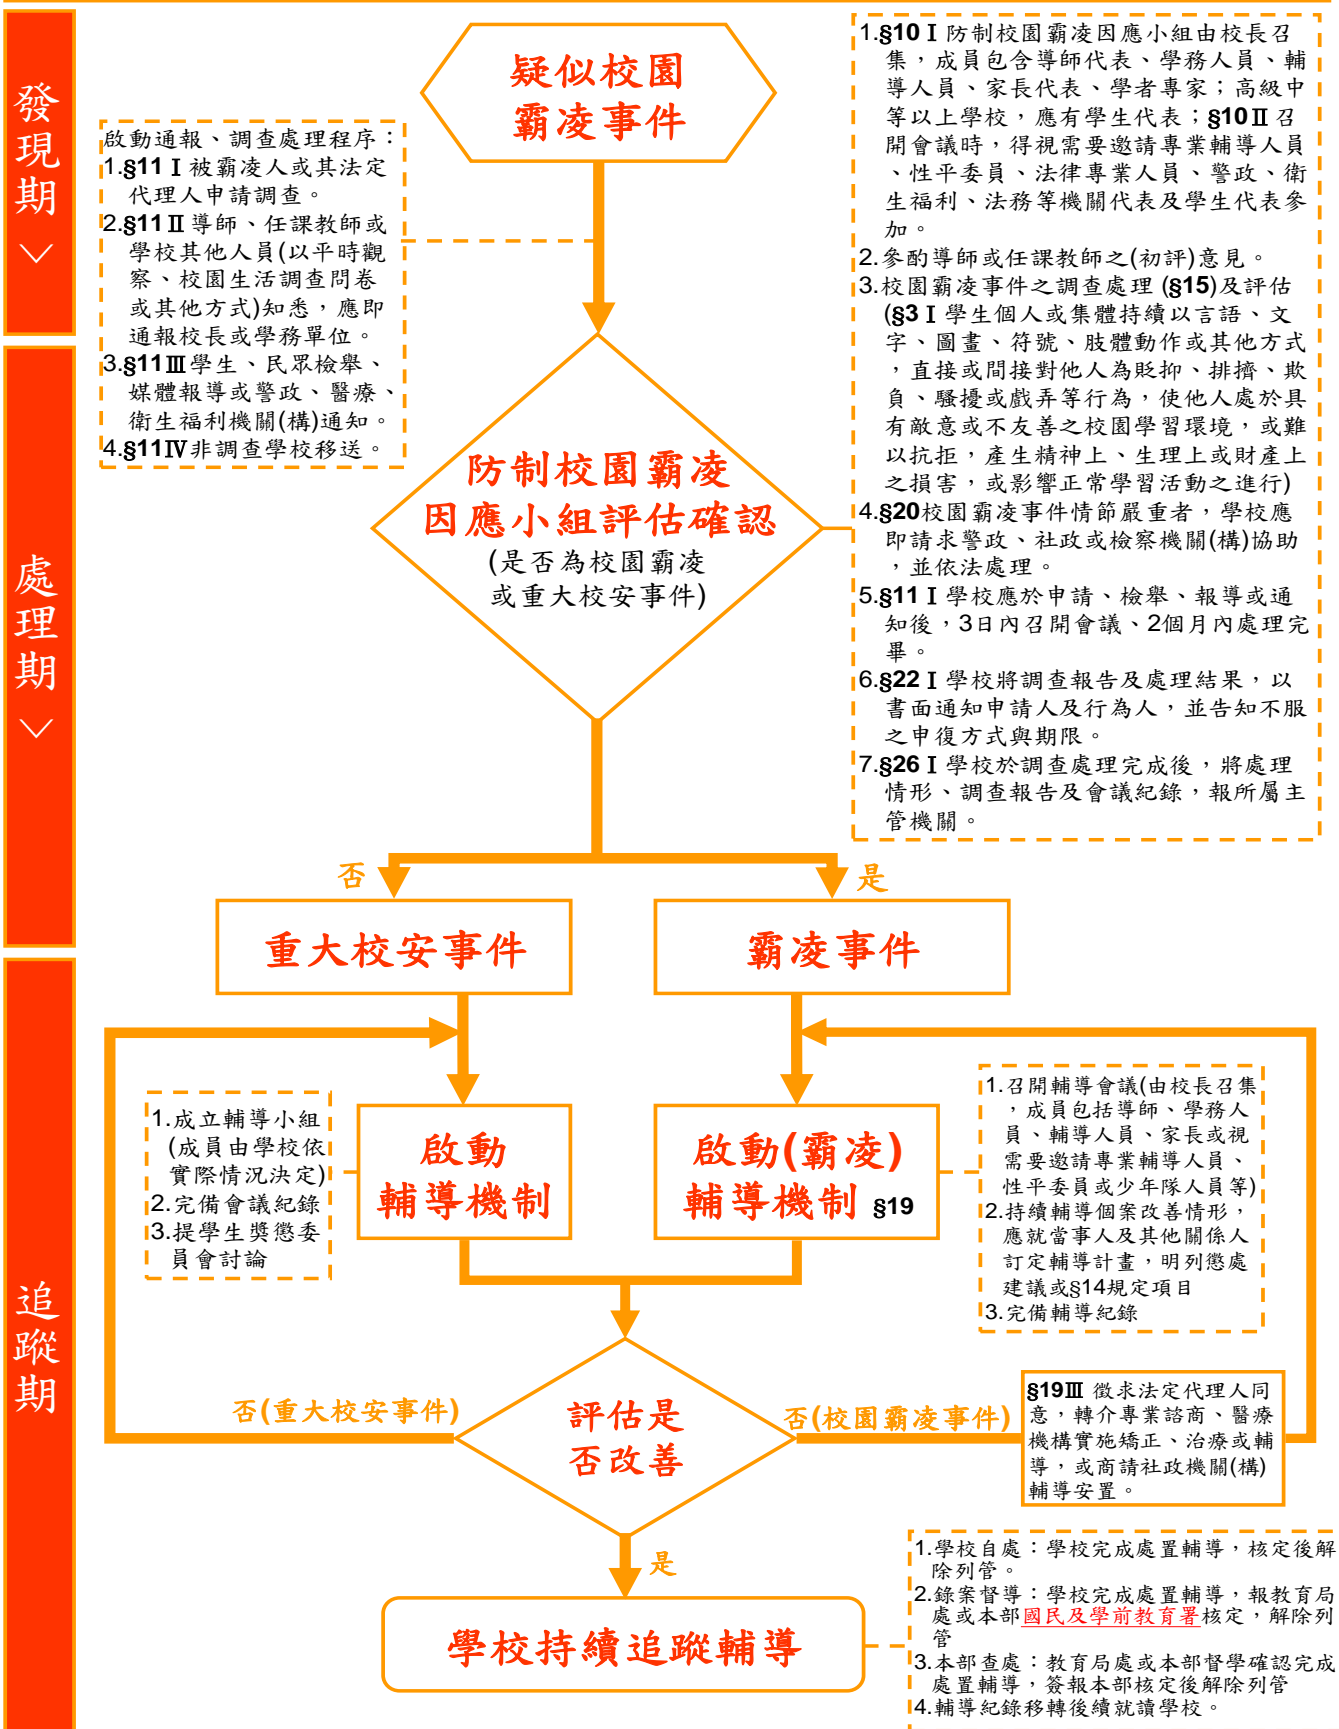 發
現
期
﹀
疑似校園
霸凌事件
啟動通報、調查處理程序：
1.§11Ⅰ被霸凌人或其法定
代理人申請調查。
2.§11Ⅱ導師、任課教師或
學校其他人員(以平時觀
察、校園生活調查問卷
或其他方式)知悉，應即
通報校長或學務單位。
3.§11Ⅲ學生、民眾檢舉、
媒體報導或警政、醫療、
衛生福利機關(構)通知。
4.§11Ⅳ非調查學校移送。
1.§10Ⅰ防制校園霸凌因應小組由校長召
集，成員包含導師代表、學務人員、輔
導人員、家長代表、學者專家；高級中
等以上學校，應有學生代表；§10Ⅱ召
開會議時，得視需要邀請專業輔導人員
、性平委員、法律專業人員、警政、衛
生福利、法務等機關代表及學生代表參
加。
2.參酌導師或任課教師之(初評)意見。
3.校園霸凌事件之調查處理 (§15)及評估
(§3Ⅰ學生個人或集體持續以言語、文
字、圖畫、符號、肢體動作或其他方式
，直接或間接對他人為貶抑、排擠、欺
負、騷擾或戲弄等行為，使他人處於具
有敵意或不友善之校園學習環境，或難
以抗拒，產生精神上、生理上或財產上
之損害，或影響正常學習活動之進行)
4.§20校園霸凌事件情節嚴重者，學校應
即請求警政、社政或檢察機關(構)協助
，並依法處理。
5.§11Ⅰ學校應於申請、檢舉、報導或通
知後，3日內召開會議、2個月內處理完
畢。
6.§22Ⅰ學校將調查報告及處理結果，以
書面通知申請人及行為人，並告知不服
之申復方式與期限。
7.§26Ⅰ學校於調查處理完成後，將處理
情形、調查報告及會議紀錄，報所屬主
管機關。
處
理
期
﹀
防制校園霸凌
因應小組評估確認
(是否為校園霸凌
或重大校安事件)
否
是
重大校安事件
霸凌事件
追
蹤
期
1.成立輔導小組
(成員由學校依
實際情況決定)
2.完備會議紀錄
3.提學生獎懲委
員會討論
啟動
輔導機制
啟動(霸凌)
輔導機制 §19
1.召開輔導會議(由校長召集
，成員包括導師、學務人
員、輔導人員、家長或視
需要邀請專業輔導人員、
性平委員或少年隊人員等)
2.持續輔導個案改善情形，
應就當事人及其他關係人
訂定輔導計畫，明列懲處
建議或§14規定項目
3.完備輔導紀錄
否(重大校安事件)
評估是
否改善
否(校園霸凌事件)
§19Ⅲ 徵求法定代理人同
意，轉介專業諮商、醫療
機構實施矯正、治療或輔
導，或商請社政機關(構)
輔導安置。
是
學校持續追蹤輔導
1.學校自處：學校完成處置輔導，核定後解
除列管。
2.錄案督導：學校完成處置輔導，報教育局
處或本部國民及學前教育署核定，解除列
管
3.本部查處：教育局處或本部督學確認完成
處置輔導，簽報本部核定後解除列管
4.輔導紀錄移轉後續就讀學校。